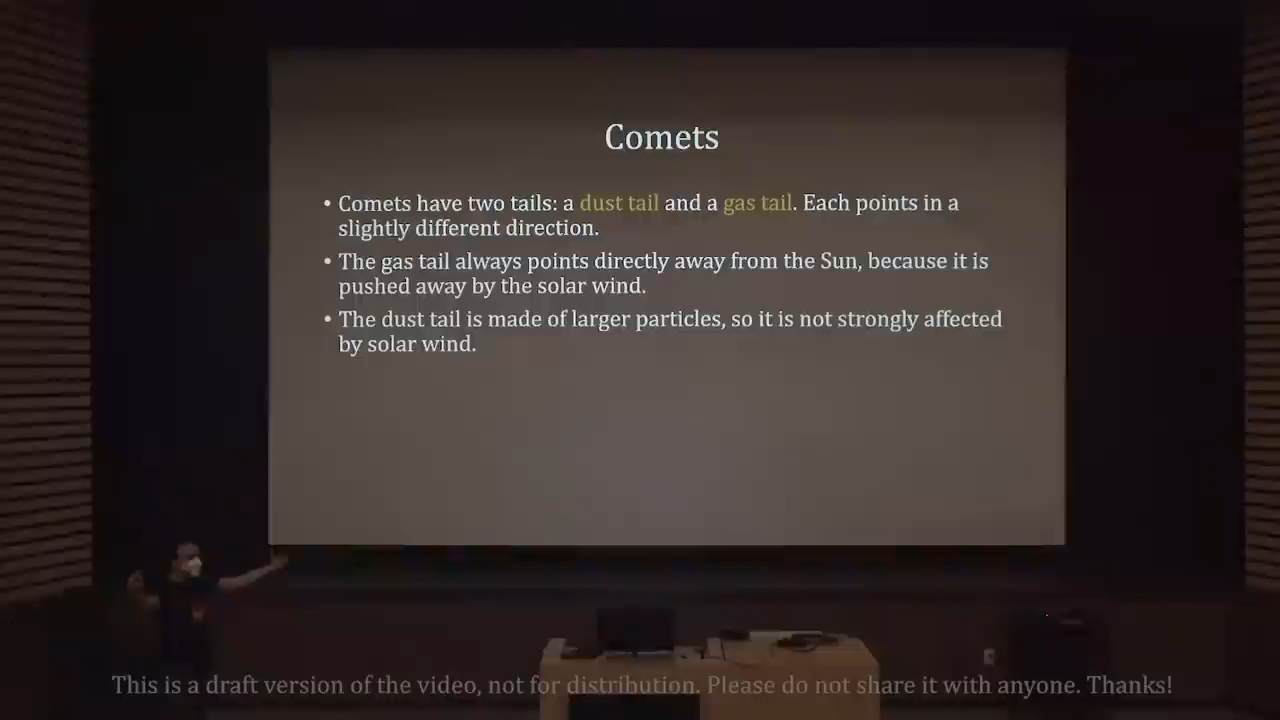 Comets
• Comets have two tails: a dust tail and a gas tail. Each points in a
slightly different direction.
• The gas tail always points directly away from the Sun, because it is
pushed away by the solar wind.
• The dust tail is made of larger particles, so it is not strongly affected
by solar wind.
This is a draft version of the video, not for distribution. Please do not share it with anyone. Thanks!